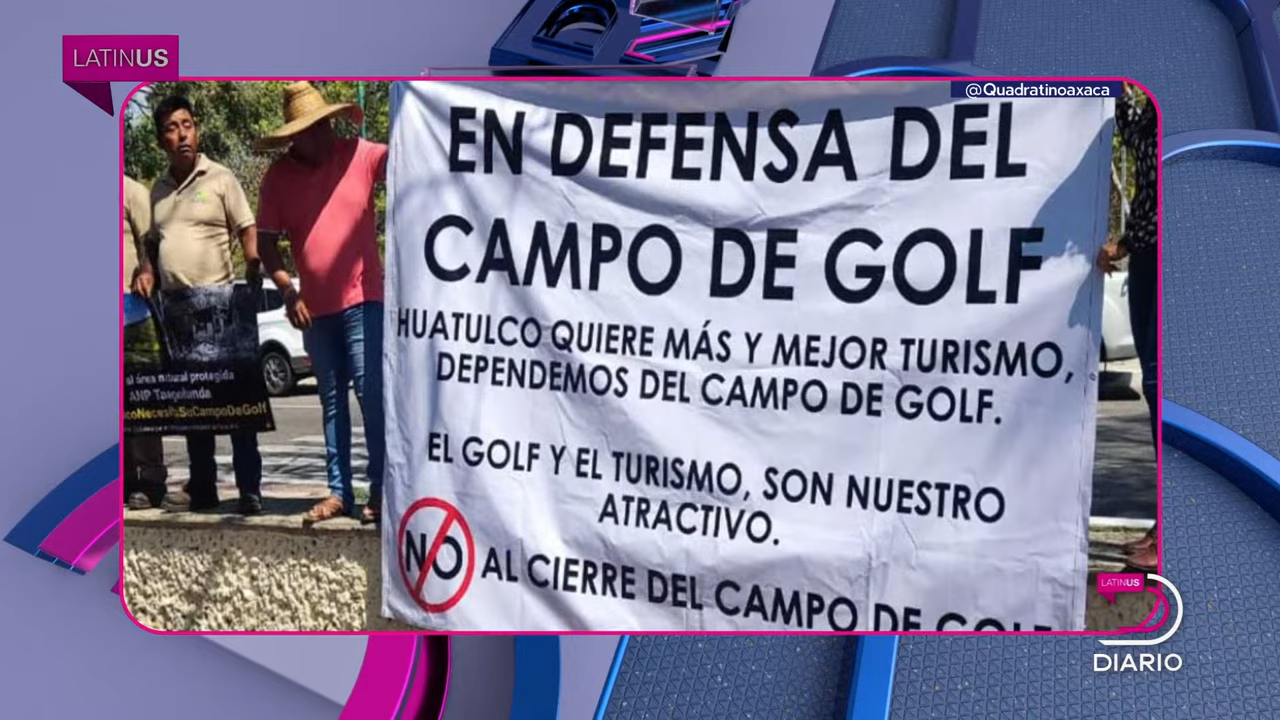 LATINUS
@Quadratinoaxaca
EN DEFENSA DEL
CAMPO DE GOLF
HUATULCO QUIERE MÁS Y MEJOR TURISMO,
DEPENDEMOS DEL CAMPO DE GOLF.
EL GOLF Y EL TURISMO, SON NUESTRO
ATRACTIVO.
NO AL CIERRE DEL CAMPO DE GOLF
al área natural protegida
ANP
coNecesitaSuCampoDeGolf
LATINUS
DIARIO